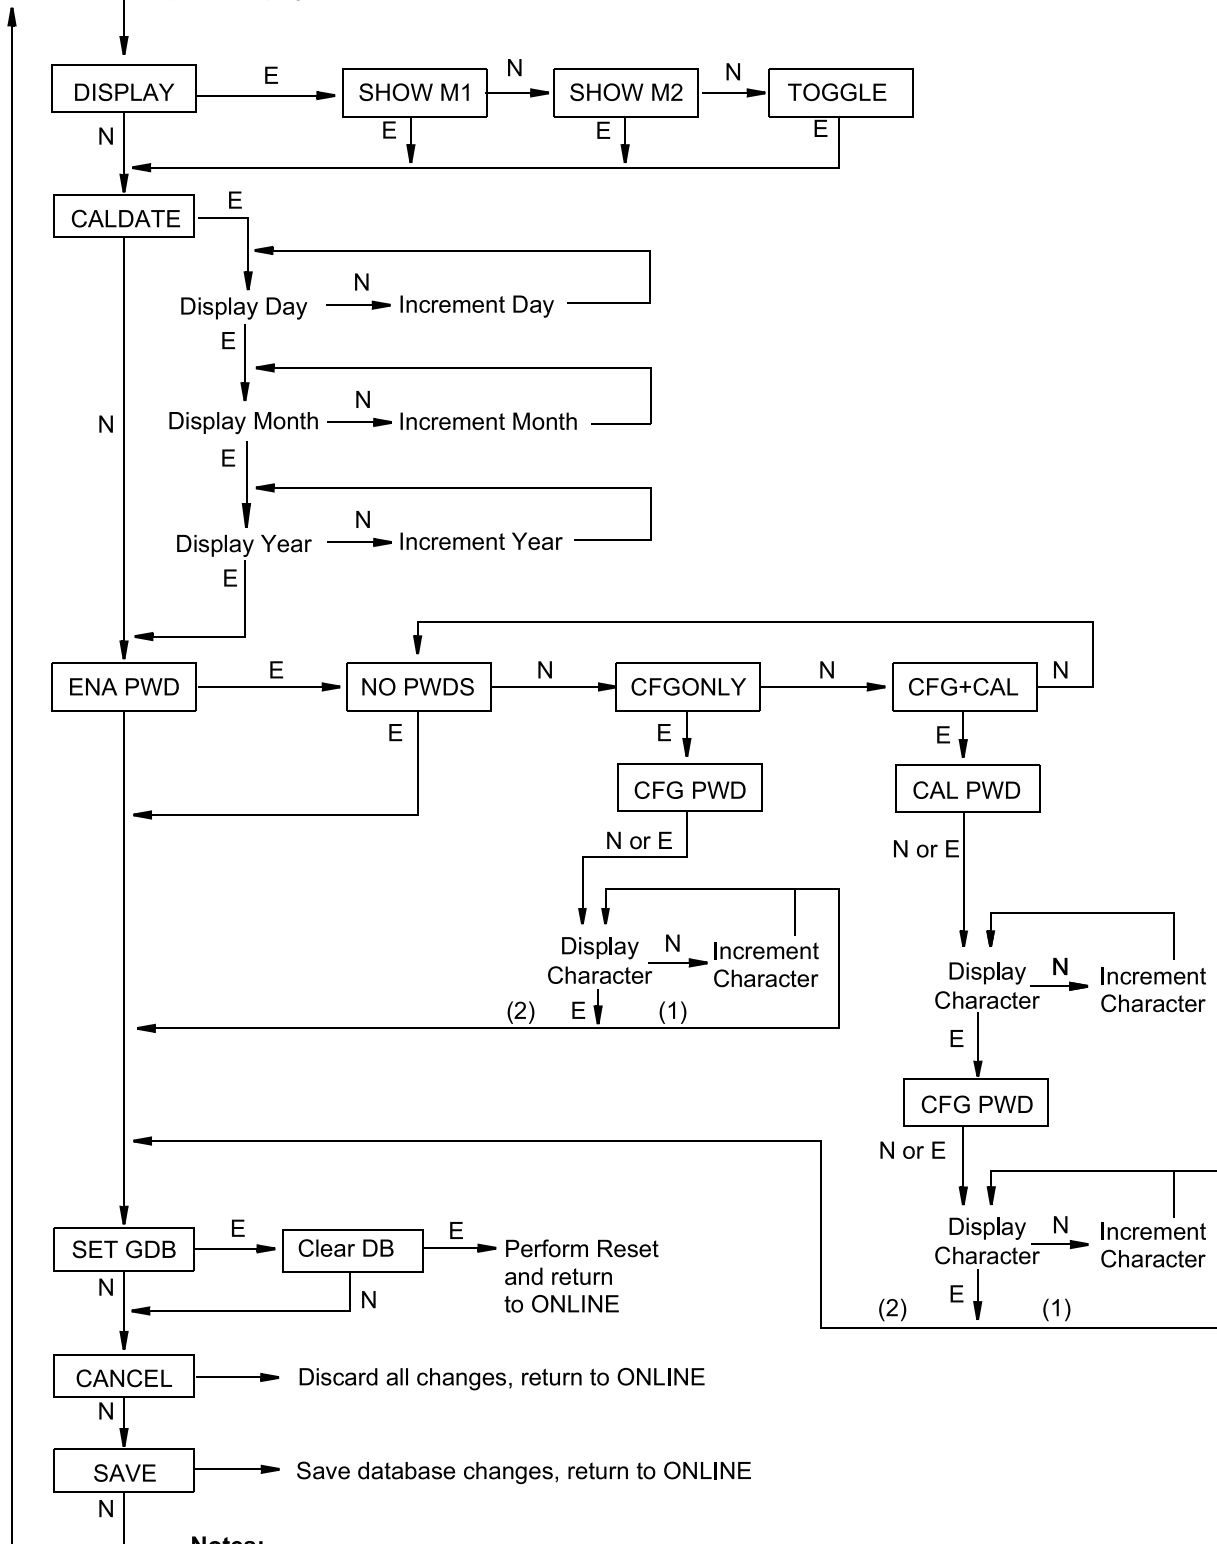 DISPLAY
E
SHOW M1
N
SHOW M2
N
TOGGLE
N
E
E
E
CALDATE
E
Display Day
N
Increment Day
E
N
Display Month
N
Increment Month
E
Display Year
N
Increment Year
E
ENA PWD
E
NO PWDS
N
CFGONLY
N
CFG+CAL
N
E
E
E
CFG PWD
CAL PWD
N or E
N or E
Display
Character
N
Increment
Character
(2)
E
(1)
Display
Character
N
Increment
Character
E
CFG PWD
N or E
Display
Character
N
Increment
Character
E
(2)
(1)
SET GDB
E
Clear DB
E
Perform Reset
and return
to ONLINE
N
N
CANCEL
Discard all changes, return to ONLINE
N
SAVE
Save database changes, return to ONLINE
N
Notes: